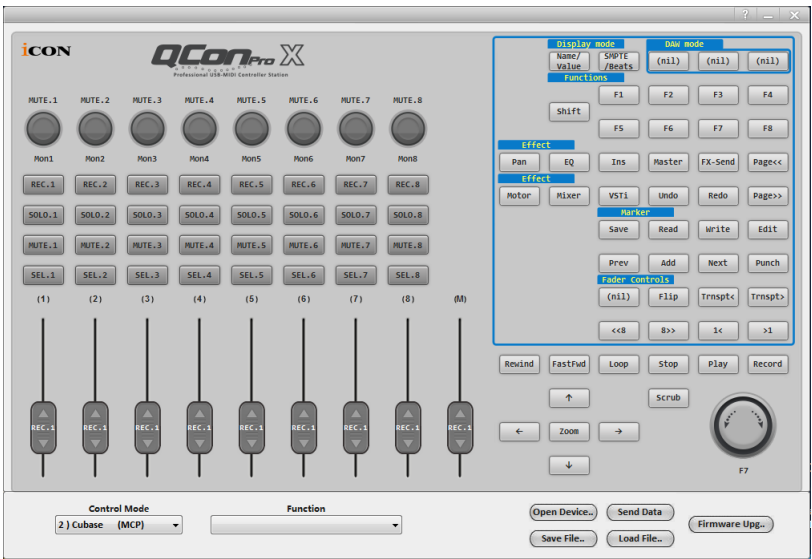 ? _ X
iCON QConPro X
Professional USB-MIDI Controller Station
Display mode DAW mode
Name/Value SMPTE/Beats (nil) (nil) (nil)
Functions
F1 F2 F3 F4
Shift
F5 F6 F7 F8
Effect
Pan EQ Ins Master FX-Send Page<<
Effect
Motor Mixer VSTi Undo Redo Page>>
Marker
Save Read Write Edit
Prev Add Next Punch
Fader Controls
(nil) Flip Trnspt< Trnspt>
<<8 8>> 1< >1
MUTE.1 MUTE.2 MUTE.3 MUTE.4 MUTE.5 MUTE.6 MUTE.7 MUTE.8
Mon1 Mon2 Mon3 Mon4 Mon5 Mon6 Mon7 Mon8
REC.1 REC.2 REC.3 REC.4 REC.5 REC.6 REC.7 REC.8
SOLO.1 SOLO.2 SOLO.3 SOLO.4 SOLO.5 SOLO.6 SOLO.7 SOLO.8
MUTE.1 MUTE.2 MUTE.3 MUTE.4 MUTE.5 MUTE.6 MUTE.7 MUTE.8
SEL.1 SEL.2 SEL.3 SEL.4 SEL.5 SEL.6 SEL.7 SEL.8
(1) (2) (3) (4) (5) (6) (7) (8) (M)
REC.1 REC.1 REC.1 REC.1 REC.1 REC.1 REC.1 REC.1 REC.1
Rewind FastFwd Loop Stop Play Record
↑ Scrub
← Zoom →
↓ F7
Control Mode Function
2 ) Cubase (MCP)
Open Device.. Send Data
Firmware Upg..
Save File.. Load File..